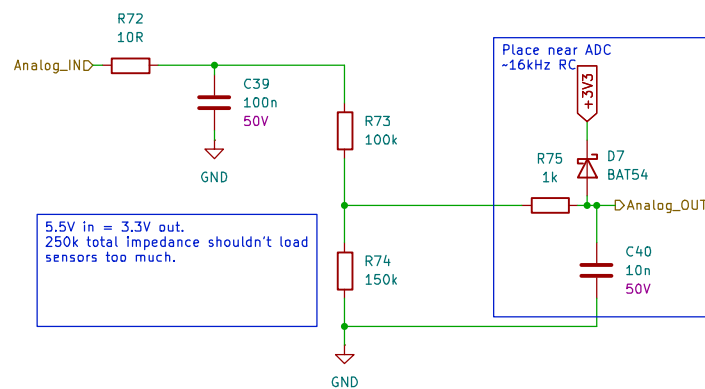 R72
10R
Analog_IN
C39
100n
50V
GND
R73
100k
Place near ADC
~16kHz RC
+3V3
R75
1k
D7
BAT54
Analog_OUT
5.5V in = 3.3V out.
250k total impedance shouldn't load
sensors too much.
R74
150k
C40
10n
50V
GND